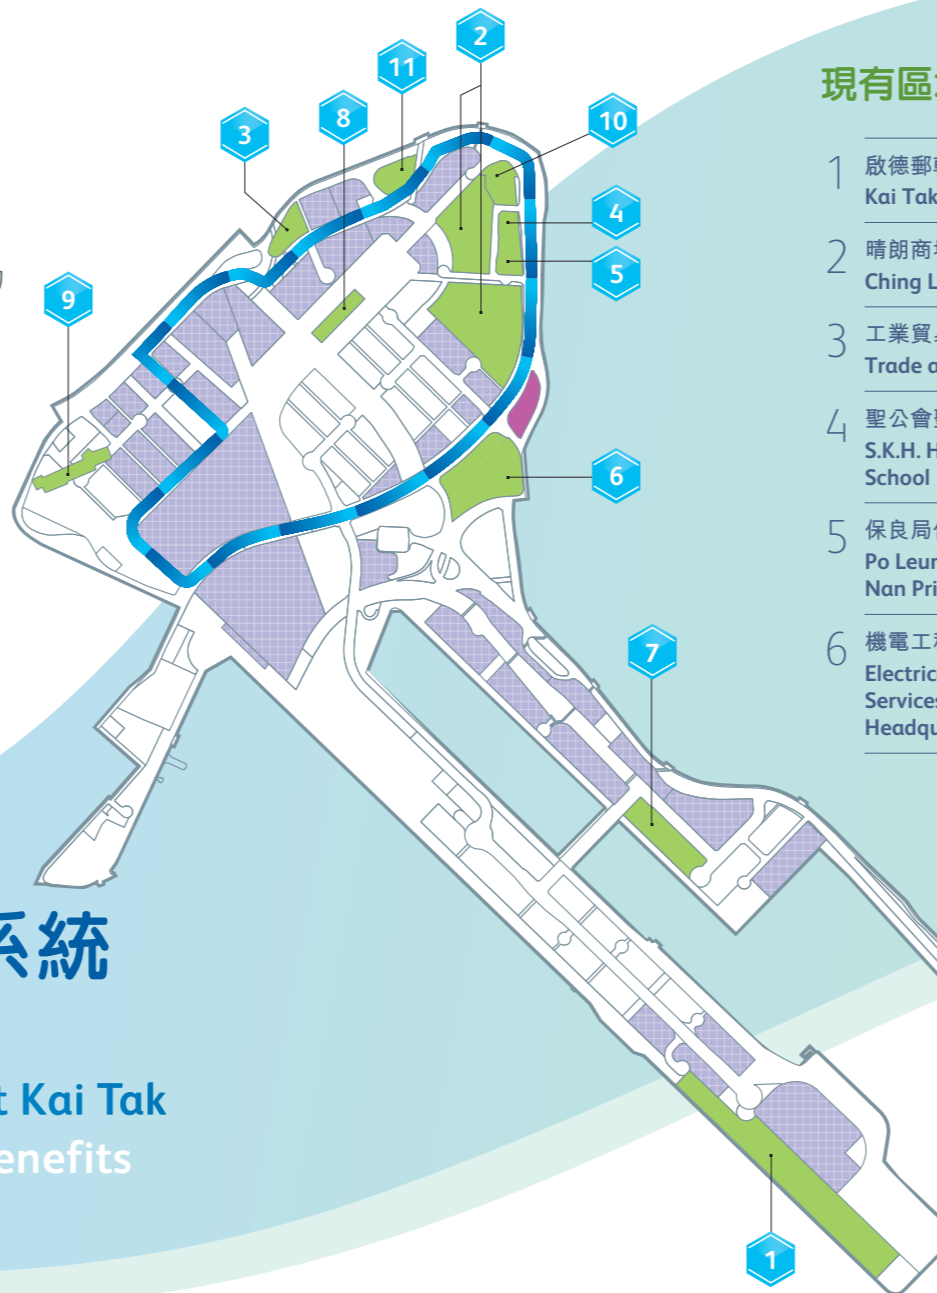 2
11
8
3
10
4
5
9
6
7
1
現有區
1 啟德郵
Kai Tak
2 晴朗商
Ching L
3 工業貿
Trade a
4 聖公會
S.K.H. H
School
5 保良局
Po Leun
Nan Pri
6 機電工
Electric
Services
Headqu
系統
t Kai Tak
enefits